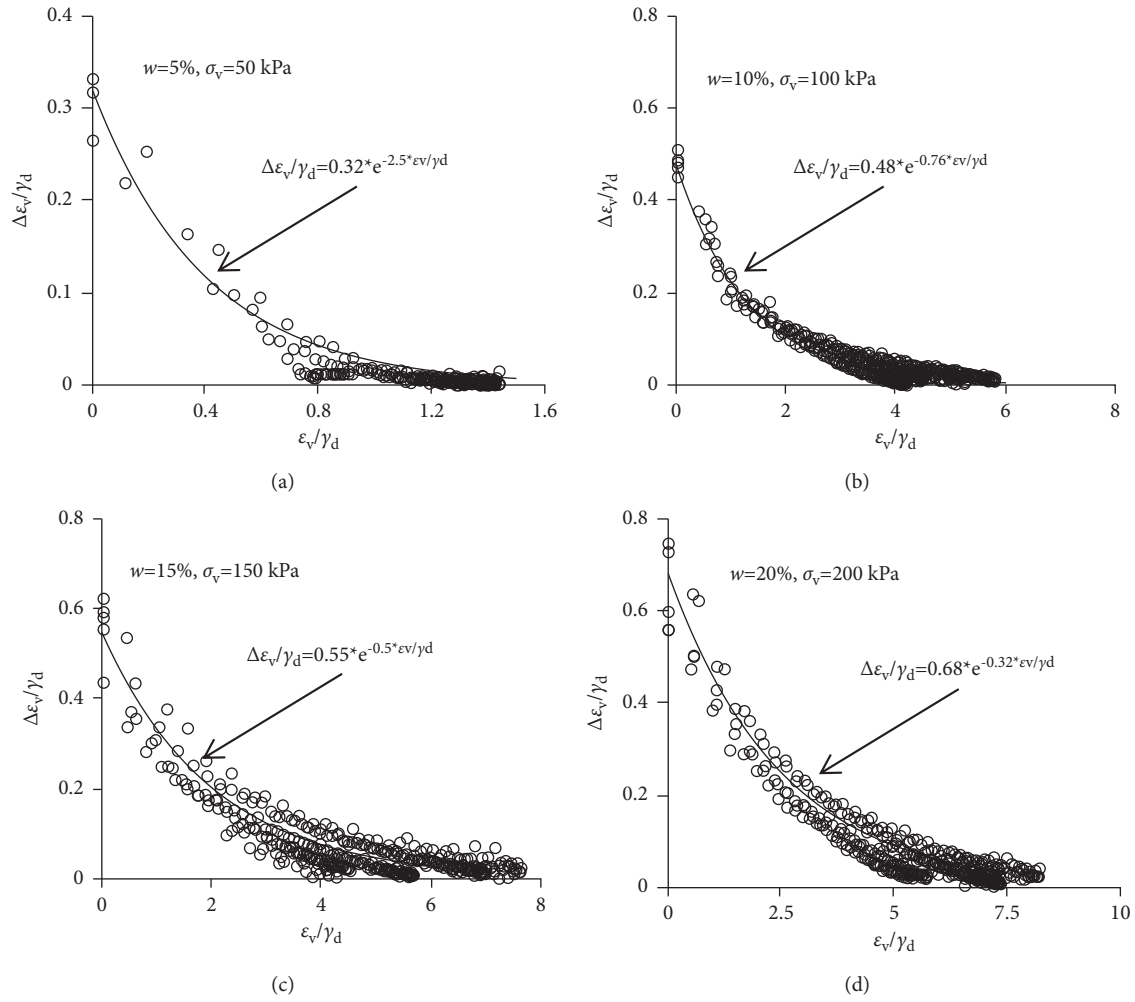 0.4
w=5%, σv=50 kPa
0.3
Δεv/γd=0.32*e-2.5*εv/γd
Δεv/γd
0.2
0.1
0
0 0.4 0.8 1.2 1.6
εv/γd
(a)
0.8
w=10%, σv=100 kPa
0.6
Δεv/γd=0.48*e-0.76*εv/γd
Δεv/γd
0.4
0.2
0
0 2 4 6 8
εv/γd
(b)
0.8
w=15%, σv=150 kPa
0.6
Δεv/γd=0.55*e-0.5*εv/γd
Δεv/γd
0.4
0.2
0
0 2 4 6 8
εv/γd
(c)
0.8
w=20%, σv=200 kPa
0.6
Δεv/γd=0.68*e-0.32*εv/γd
Δεv/γd
0.4
0.2
0
0 2.5 5 7.5 10
εv/γd
(d)